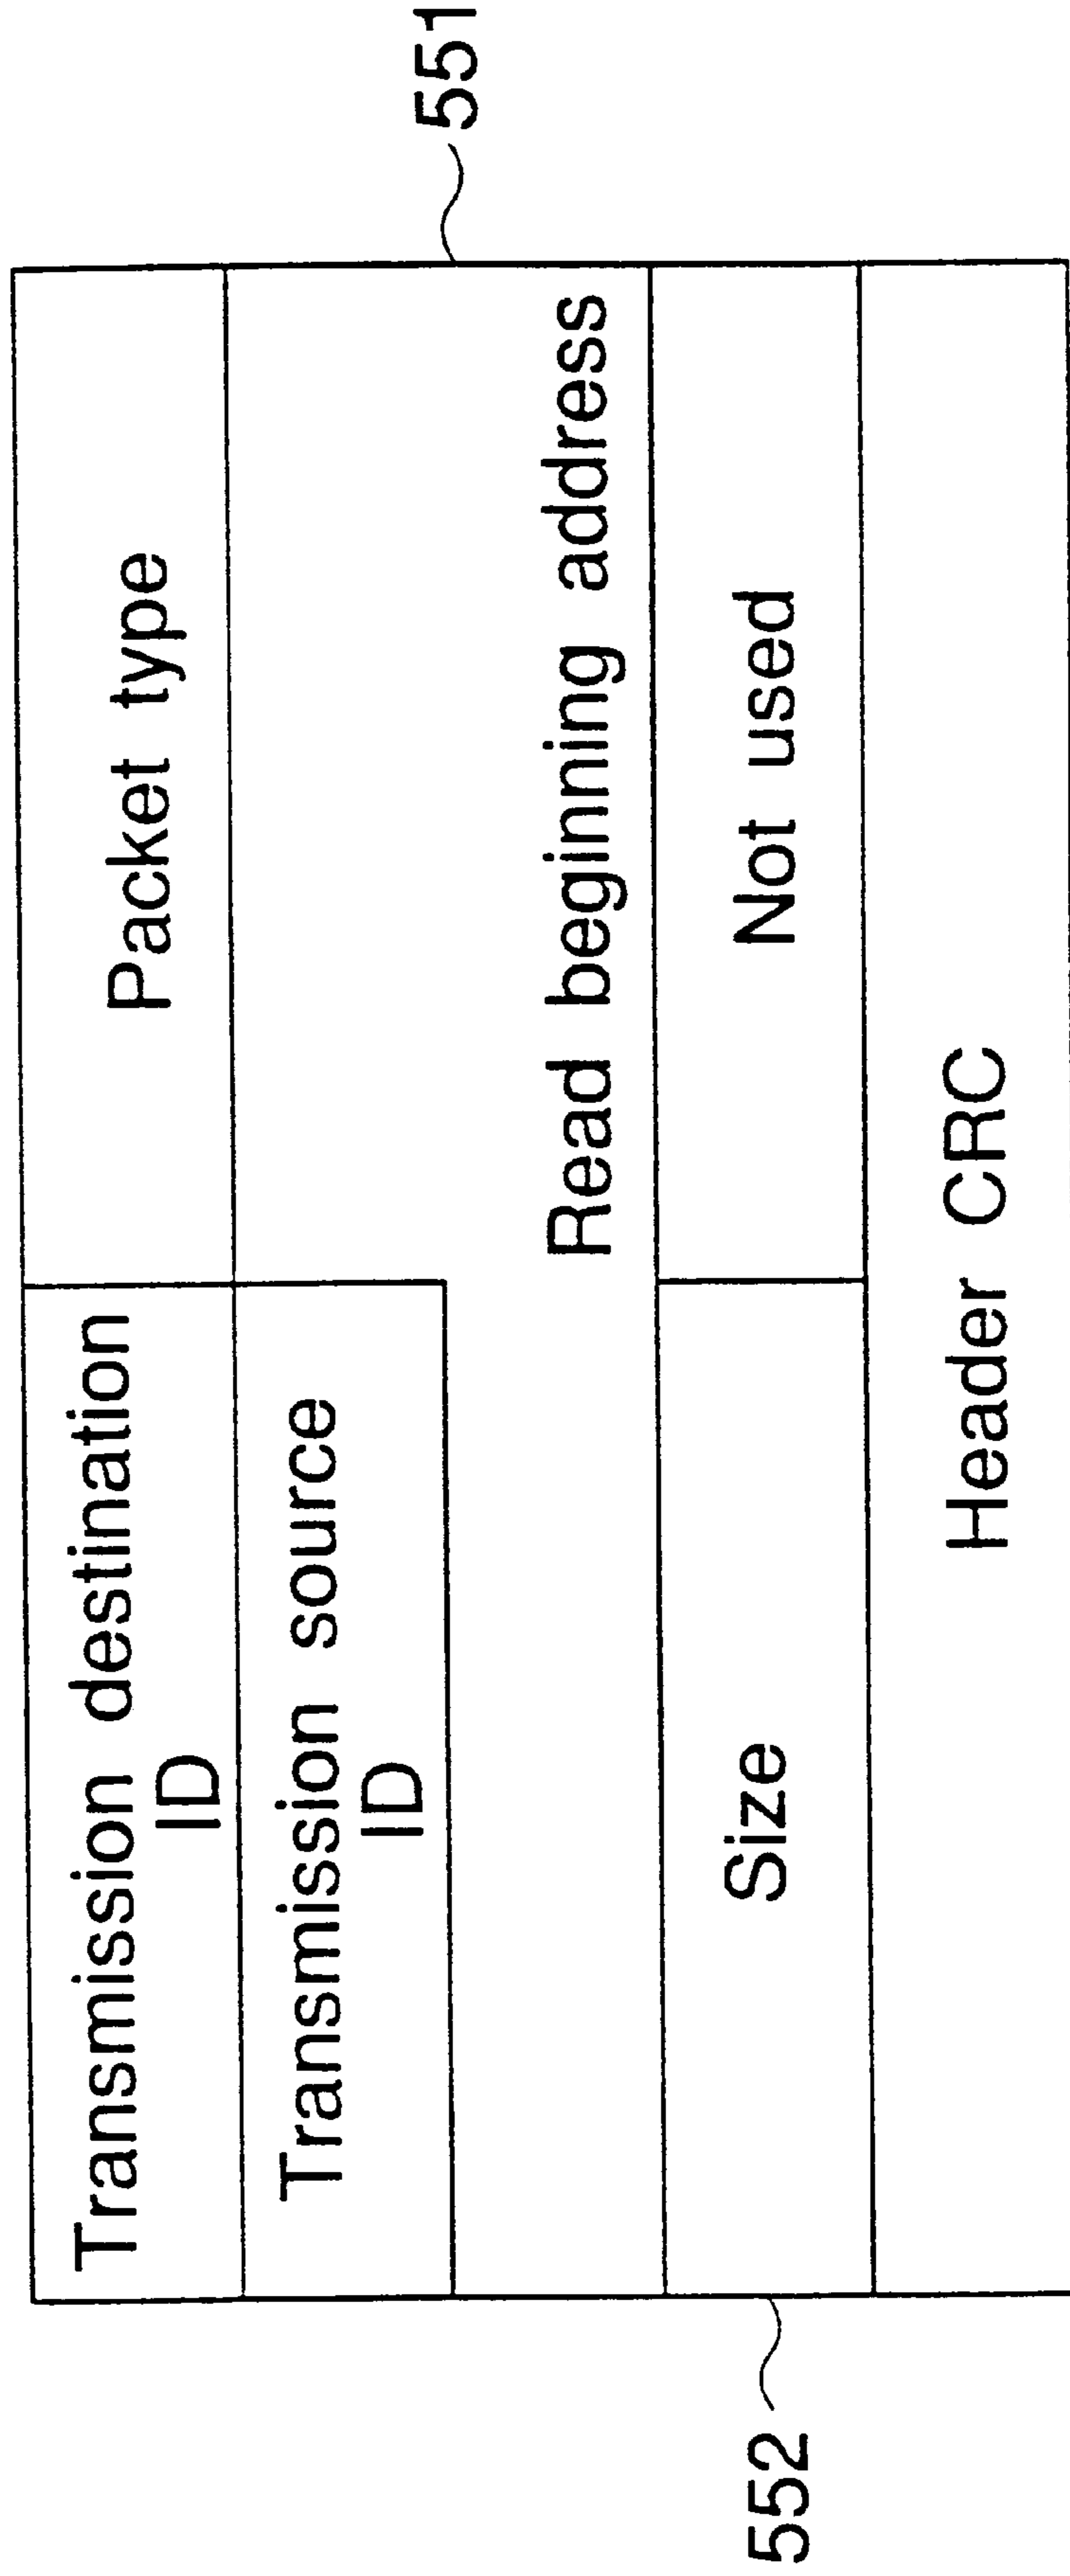 Transmission destination
ID
Packet type
Transmission source
ID
551
Read beginning address
552
Size
Not used
Header CRC